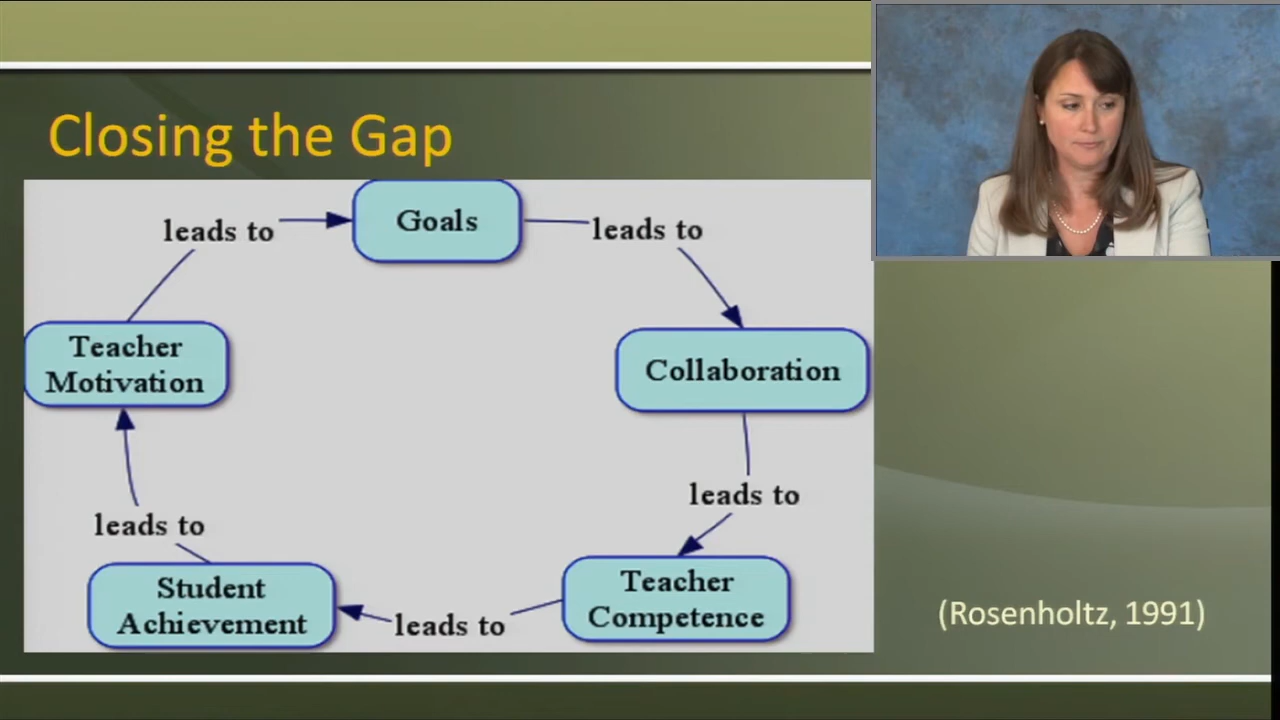 Closing the Gap
leads to
Goals
leads to
Teacher
Motivation
Collaboration
leads to
leads to
Student
Achievement
leads to
Teacher
Competence
(Rosenholtz, 1991)